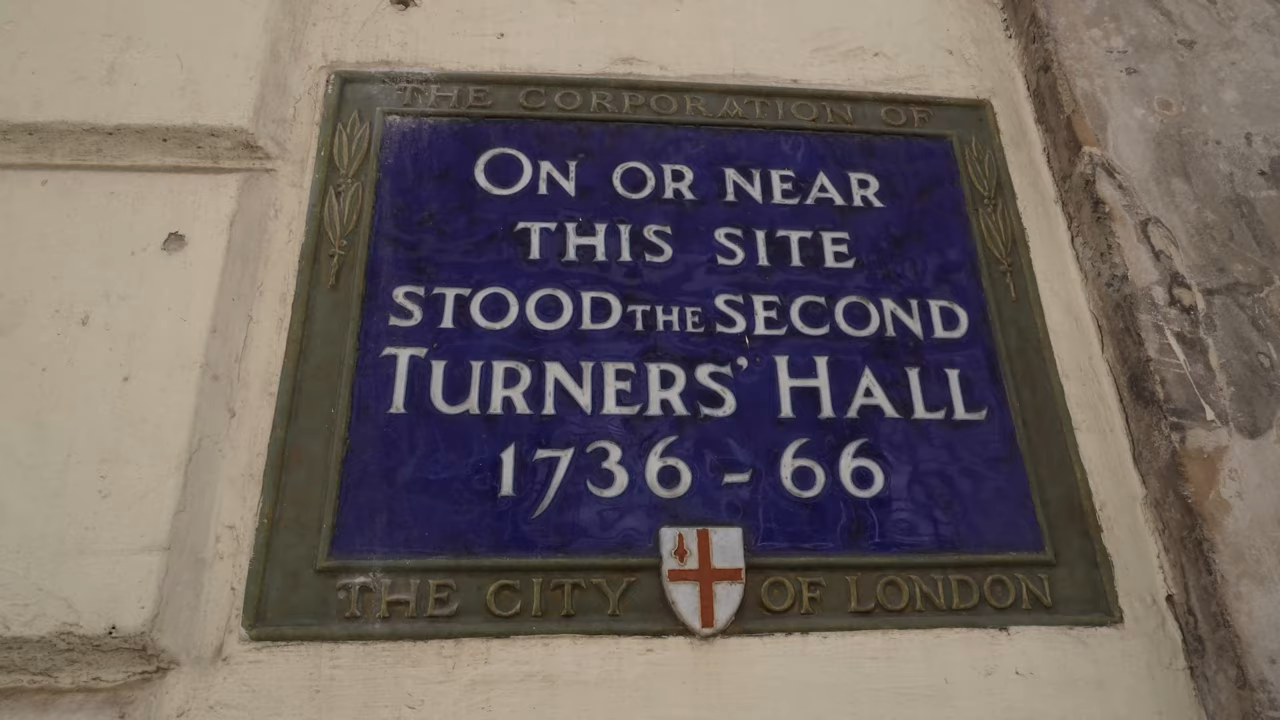 THE CORPORATION OF
ON OR NEAR
THIS SITE
STOOD THE SECOND
TURNERS' HALL
1736 - 66
THE CITY OF LONDON